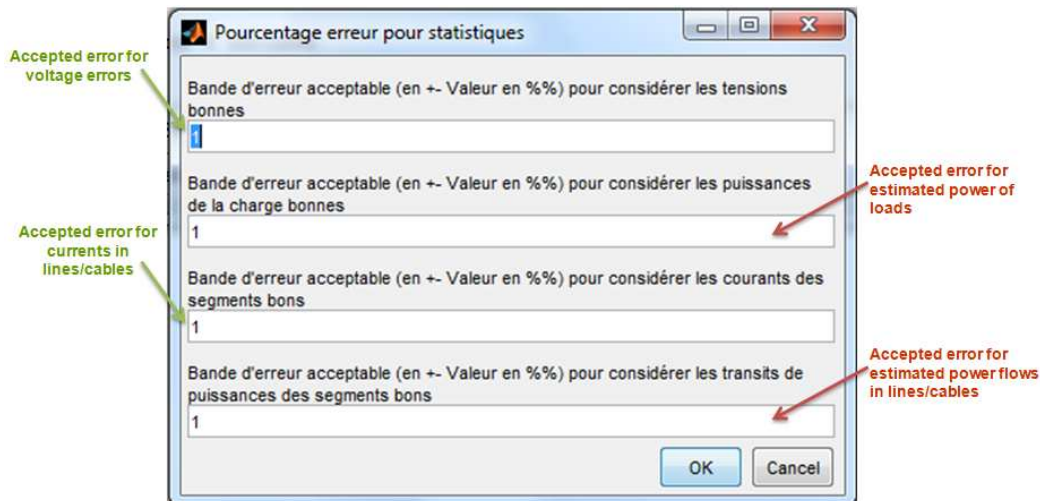 Pourcentage erreur pour statistiques
Accepted error for
voltage errors
Bande d'erreur acceptable (en +- Valeur en %%) pour considérer les tensions
bonnes
1
Bande d'erreur acceptable (en +- Valeur en %%) pour considérer les puissances
de la charge bonnes
1
Accepted error for
estimated power of
loads
Accepted error for
currents in
lines/cables
Bande d'erreur acceptable (en +- Valeur en %%) pour considérer les courants des
segments bons
1
Bande d'erreur acceptable (en +- Valeur en %%) pour considérer les transits de
puissances des segments bons
1
Accepted error for
estimated power flows
in lines/cables
OK
Cancel